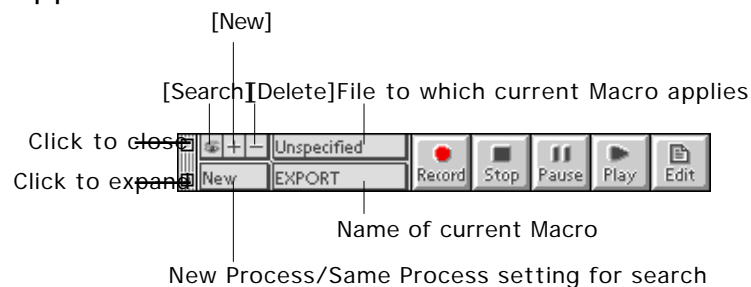 [New]
[Search][Delete]File to which current Macro applies
Click to close
Unspecified
Click to expand
New
EXPORT
Record
Stop
Pause
Play
Edit
Name of current Macro
New Process/Same Process setting for search